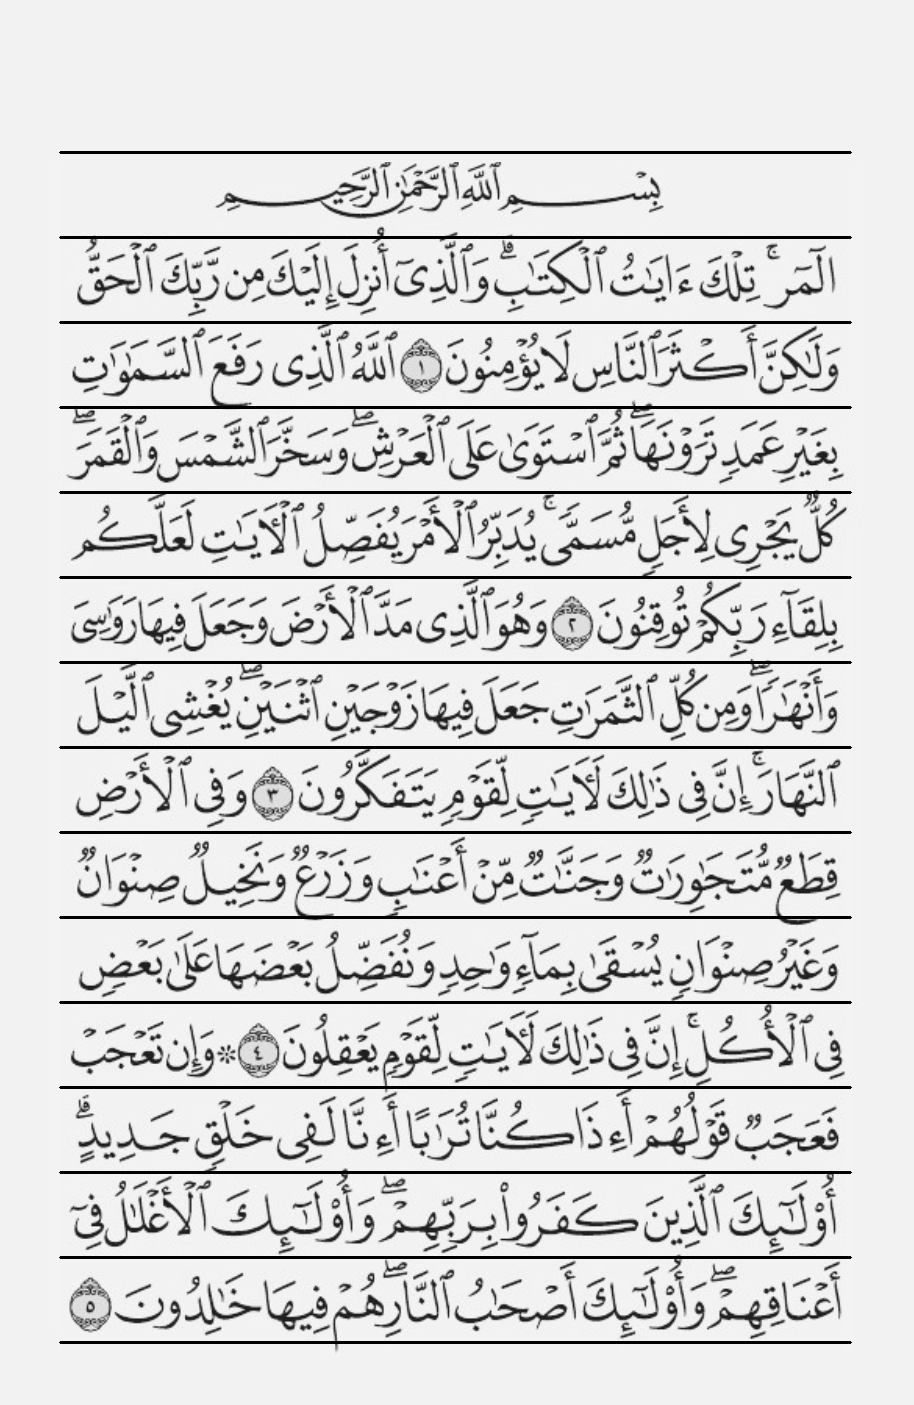 بِسْمِ ٱللَّهِ ٱلرَّحْمَٰنِ ٱلرَّحِيمِ
الٓمٓرۚ تِلْكَ ءَايَٰتُ ٱلْكِتَٰبِۗ وَٱلَّذِىٓ أُنزِلَ إِلَيْكَ مِن رَّبِّكَ ٱلْحَقُّ
وَلَٰكِنَّ أَكْثَرَ ٱلنَّاسِ لَا يُؤْمِنُونَ ١ ٱللَّهُ ٱلَّذِى رَفَعَ ٱلسَّمَٰوَٰتِ
بِغَيْرِ عَمَدٍ تَرَوْنَهَاۖ ثُمَّ ٱسْتَوَىٰ عَلَى ٱلْعَرْشِۖ وَسَخَّرَ ٱلشَّمْسَ وَٱلْقَمَرَۖ
كُلٌّ يَجْرِى لِأَجَلٍ مُّسَمًّىۚ يُدَبِّرُ ٱلْأَمْرَ يُفَصِّلُ ٱلْءَايَٰتِ لَعَلَّكُم
بِلِقَآءِ رَبِّكُمْ تُوقِنُونَ ٢ وَهُوَ ٱلَّذِى مَدَّ ٱلْأَرْضَ وَجَعَلَ فِيهَا رَوَٰسِىَ
وَأَنْهَٰرًاۖ وَمِن كُلِّ ٱلثَّمَرَٰتِ جَعَلَ فِيهَا زَوْجَيْنِ ٱثْنَيْنِۖ يُغْشِى ٱلَّيْلَ
ٱلنَّهَارَۚ إِنَّ فِى ذَٰلِكَ لَءَايَٰتٍ لِّقَوْمٍ يَتَفَكَّرُونَ ٣ وَفِى ٱلْأَرْضِ
قِطَعٌ مُّتَجَٰوِرَٰتٌ وَجَنَّٰتٌ مِّنْ أَعْنَٰبٍ وَزَرْعٌ وَنَخِيلٌ صِنْوَانٌ
وَغَيْرُ صِنْوَانٍ يُسْقَىٰ بِمَآءٍ وَٰحِدٍ وَنُفَضِّلُ بَعْضَهَا عَلَىٰ بَعْضٍ
فِى ٱلْأُكُلِۚ إِنَّ فِى ذَٰلِكَ لَءَايَٰتٍ لِّقَوْمٍ يَعْقِلُونَ ٤ ۞ وَإِن تَعْجَبْ
فَعَجَبٌ قَوْلُهُمْ أَءِذَا كُنَّا تُرَٰبًا أَءِنَّا لَفِى خَلْقٍ جَدِيدٍۗ
أُو۟لَٰٓئِكَ ٱلَّذِينَ كَفَرُوا۟ بِرَبِّهِمْۖ وَأُو۟لَٰٓئِكَ ٱلْأَغْلَٰلُ فِىٓ
أَعْنَاقِهِمْۖ وَأُو۟لَٰٓئِكَ أَصْحَٰبُ ٱلنَّارِۖ هُمْ فِيهَا خَٰلِدُونَ ٥